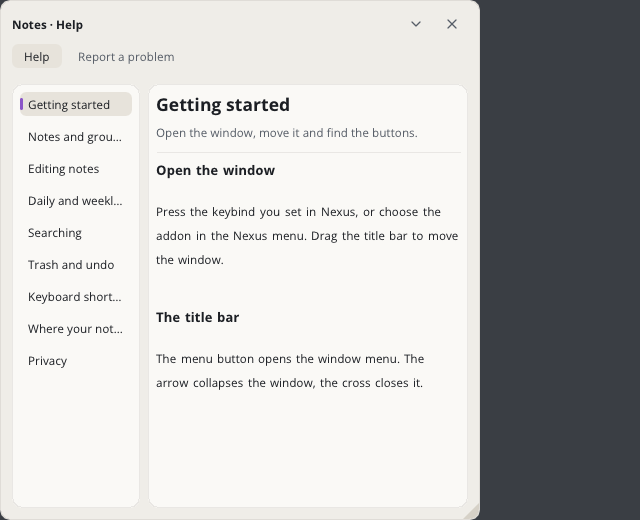 Notes · Help
Help
Report a problem
Getting started
Notes and grou...
Editing notes
Daily and weekl...
Searching
Trash and undo
Keyboard short...
Where your not...
Privacy
Getting started
Open the window, move it and find the buttons.
Open the window
Press the keybind you set in Nexus, or choose the
addon in the Nexus menu. Drag the title bar to move
the window.
The title bar
The menu button opens the window menu. The
arrow collapses the window, the cross closes it.